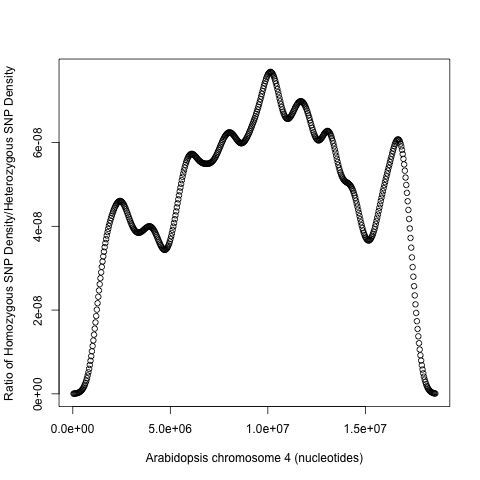 Ratio of Homozygous SNP Density/Heterozygous SNP Density
6e-08
4e-08
2e-08
0e+00
0.0e+00 5.0e+06 1.0e+07 1.5e+07
Arabidopsis chromosome 4 (nucleotides)